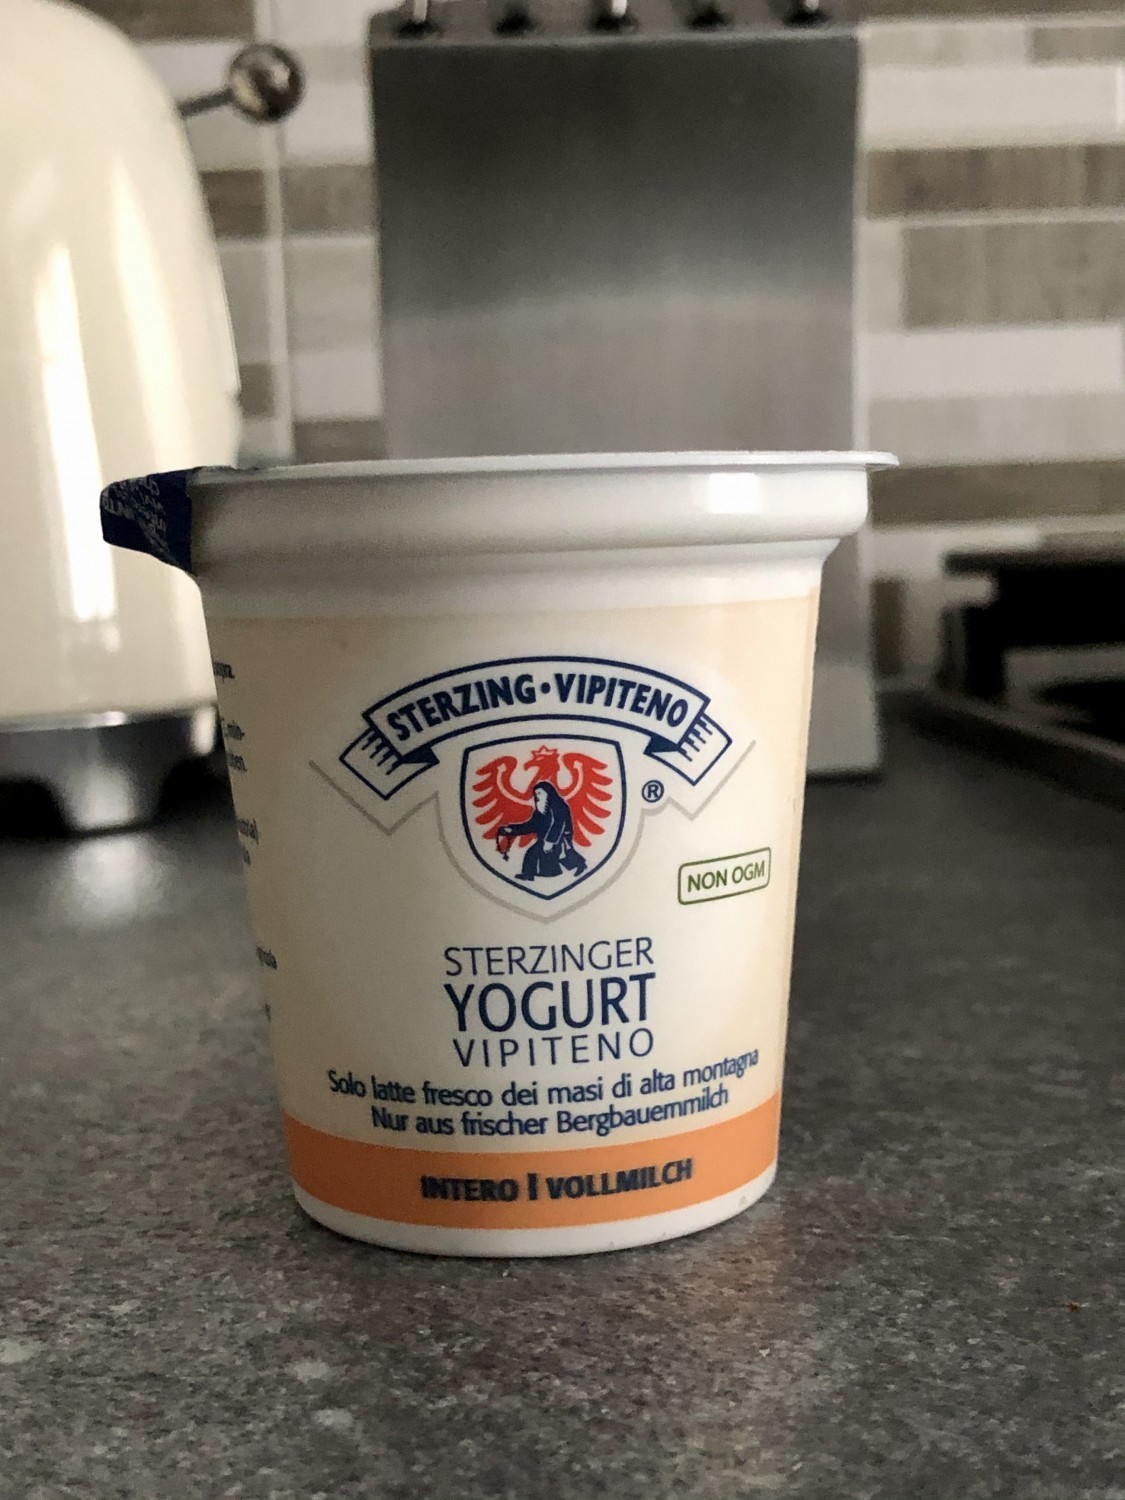 STERZING · VIPITENO
®
NON OGM
STERZINGER
YOGURT
VIPITENO
Solo latte fresco dei masi di alta montagna
Nur aus frischer Bergbauernmilch
INTERO | VOLLMILCH